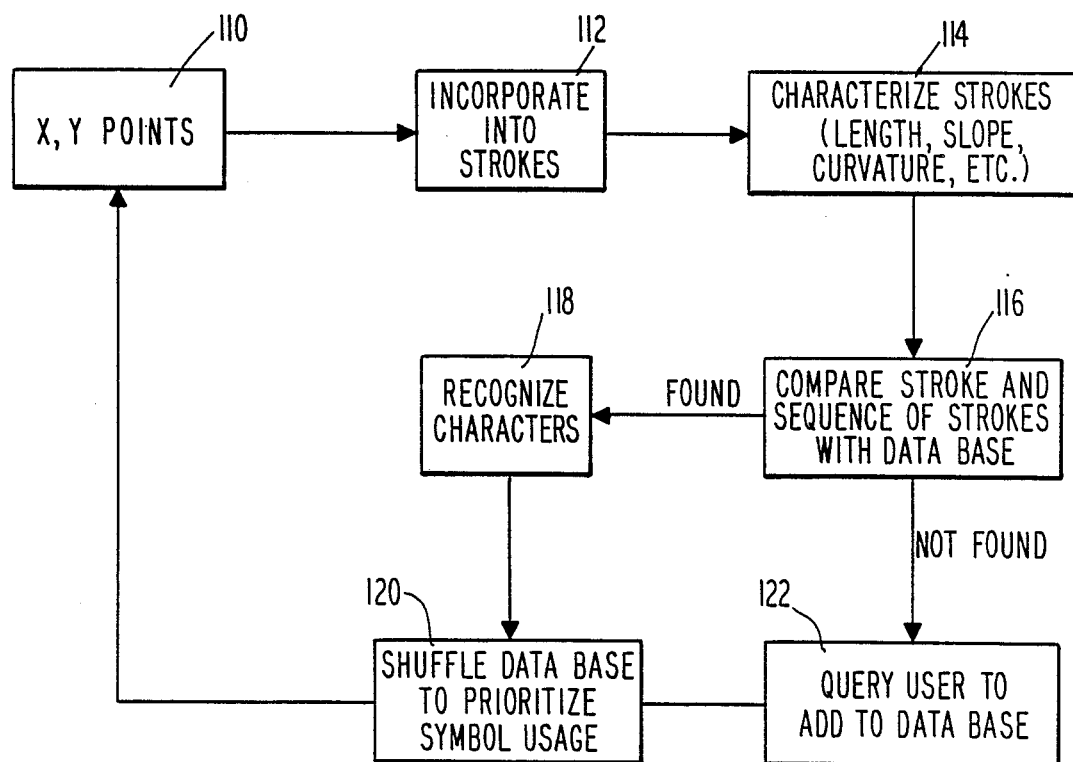 110
X, Y POINTS
112
INCORPORATE
INTO
STROKES
114
CHARACTERIZE STROKES
(LENGTH, SLOPE,
CURVATURE, ETC.)
116
COMPARE STROKE AND
SEQUENCE OF STROKES
WITH DATA BASE
FOUND
118
RECOGNIZE
CHARACTERS
NOT FOUND
120
SHUFFLE DATA BASE
TO PRIORITIZE
SYMBOL USAGE
122
QUERY USER TO
ADD TO DATA BASE